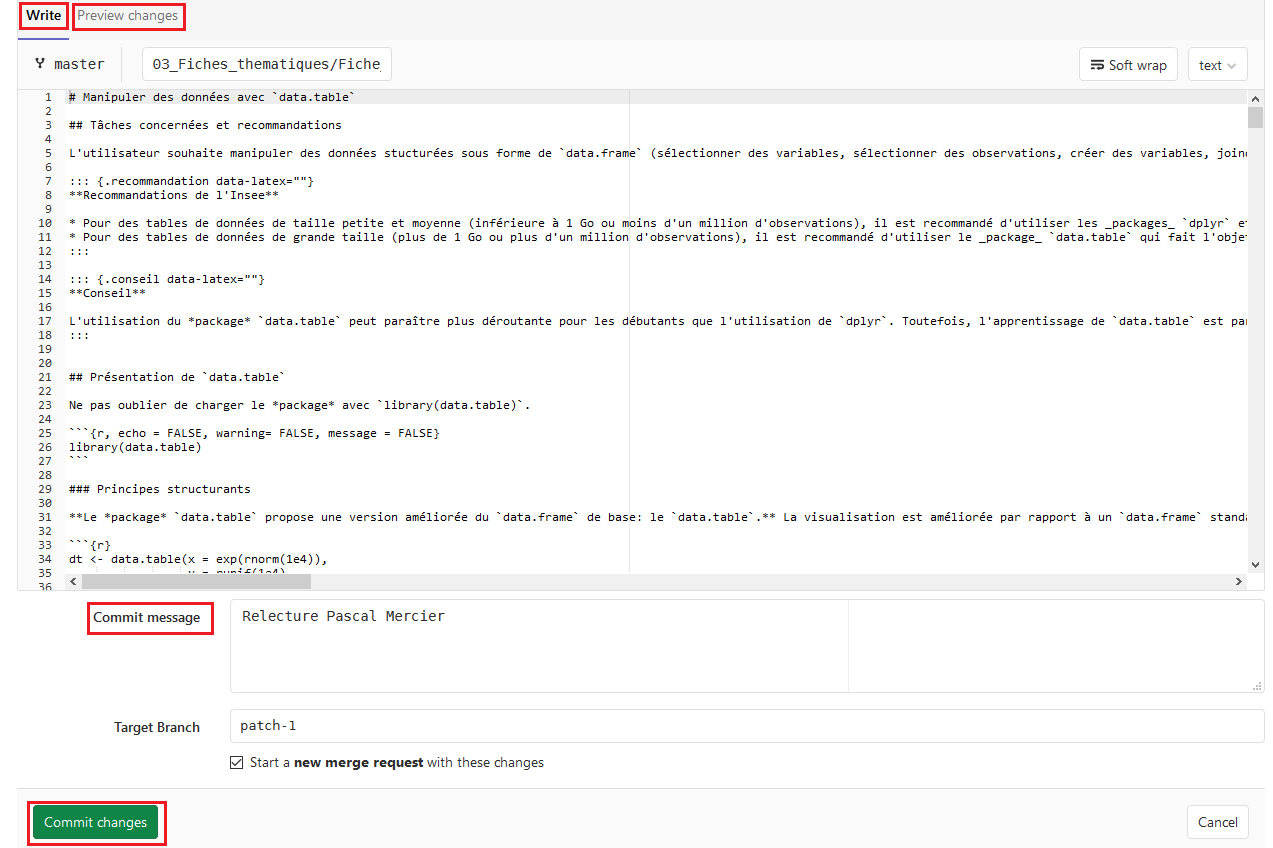 Write Preview changes
master 03_Fiches_thematiques/Fiche Soft wrap text
1 # Manipuler des données avec `data.table`
2
3 ## Tâches concernées et recommandations
4
5 L'utilisateur souhaite manipuler des données stucturées sous forme de `data.frame` (sélectionner des variables, sélectionner des observations, créer des variables, join
6
7 ::: {.recommandation data-latex=""}
8 **Recommandations de l'Insee**
9
10 * Pour des tables de données de taille petite et moyenne (inférieure à 1 Go ou moins d'un million d'observations), il est recommandé d'utiliser les _packages_ `dplyr` et
11 * Pour des tables de données de grande taille (plus de 1 Go ou plus d'un million d'observations), il est recommandé d'utiliser le _package_ `data.table` qui fait l'obje
12 :::
13
14 ::: {.conseil data-latex=""}
15 **Conseil**
16
17 L'utilisation du *package* `data.table` peut paraître plus déroutante pour les débutants que l'utilisation de `dplyr`. Toutefois, l'apprentissage de `data.table` est pa
18 :::
19
20
21 ## Présentation de `data.table`
22
23 Ne pas oublier de charger le *package* avec `library(data.table)`.
24
25 ```{r, echo = FALSE, warning= FALSE, message = FALSE}
26 library(data.table)
27 ```
28
29 ### Principes structurants
30
31 **Le *package* `data.table` propose une version améliorée du `data.frame` de base: le `data.table`.** La visualisation est améliorée par rapport à un `data.frame` stand
32
33 ```{r}
34 dt <- data.table(x = exp(rnorm(1e4)),
35 y = runif(1e4)
36
Commit message Relecture Pascal Mercier
Target Branch patch-1
Start a new merge request with these changes
Commit changes Cancel